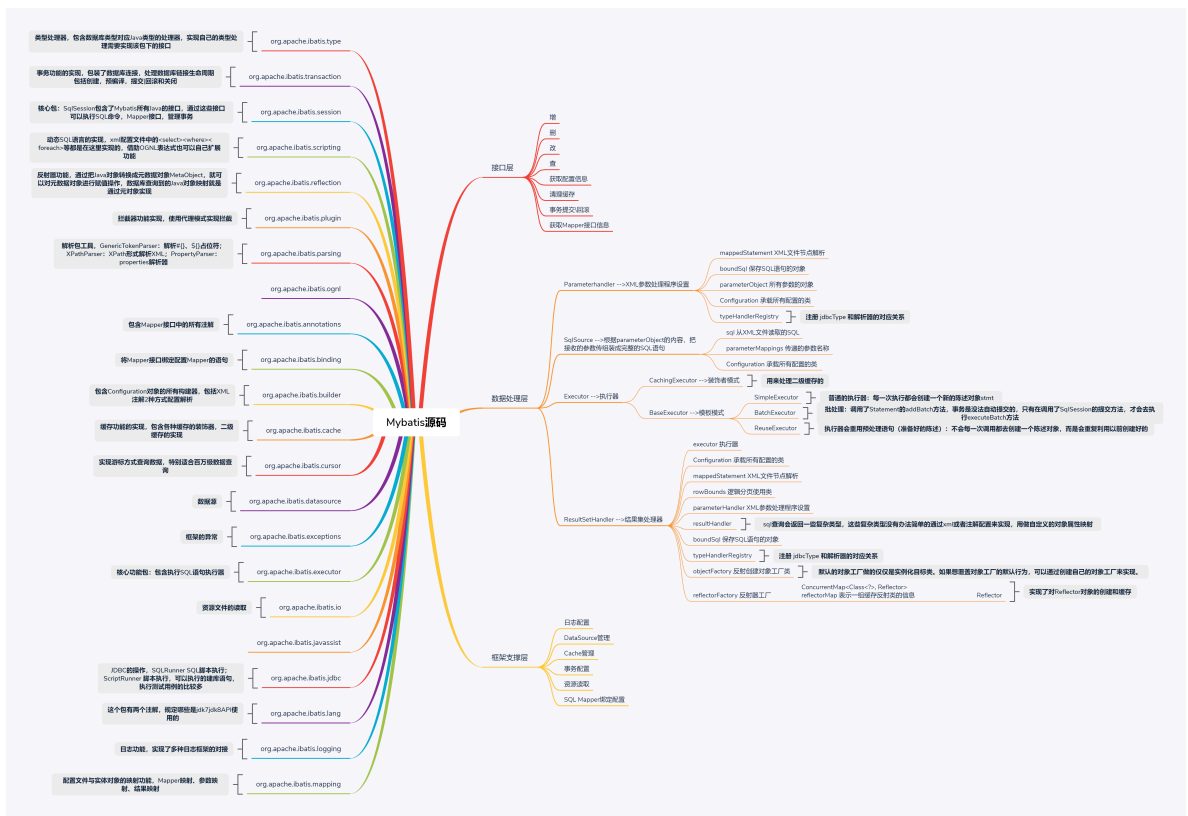 类型处理器，包含数据库类型对应Java类型的处理器，实现自己的类型处
理需要实现该包下的接口
org.apache.ibatis.type
事务功能的实现，包装了数据库连接，处理数据库链接生命周期
包括创建，预编译，提交|回滚和关闭
org.apache.ibatis.transaction
核心包：SqlSession包含了Mybatis所有Java的接口，通过这些接口
可以执行SQL命令，Mapper接口，管理事务
org.apache.ibatis.session
动态SQL语言的实现，xml配置文件中的<select><where><
foreach>等都是在这里实现的，借助OGNL表达式也可以自己扩展
功能
org.apache.ibatis.scripting
反射器功能，通过把Java对象转换成元数据对象MetaObject，就可
以对元数据对象进行赋值操作，数据库查询到的Java对象映射就是
通过元对象实现
org.apache.ibatis.reflection
拦截器功能实现，使用代理模式实现拦截
org.apache.ibatis.plugin
解析包工具，GenericTokenParser：解析#{}、S{}占位符；
XPathParser：XPath形式解析XML；PropertyParser：
properties解析器
org.apache.ibatis.parsing
org.apache.ibatis.ognl
包含Mapper接口中的所有注解
org.apache.ibatis.annotations
将Mapper接口绑定配置Mapper的语句
org.apache.ibatis.binding
包含Configuration对象的所有构建器，包括XML
注解2种方式配置解析
org.apache.ibatis.builder
缓存功能的实现，包含各种缓存的装饰器，二级
缓存的实现
org.apache.ibatis.cache
实现游标方式查询数据，特别适合百万级数据查
询
org.apache.ibatis.cursor
数据源
org.apache.ibatis.datasource
框架的异常
org.apache.ibatis.exceptions
核心功能包：包含执行SQL语句执行器
org.apache.ibatis.executor
资源文件的读取
org.apache.ibatis.io
org.apache.ibatis.javassist
JDBC的操作，SQLRunner SQL脚本执行；
ScriptRunner 脚本执行，可以执行的建库语句，
执行测试用例的比较多
org.apache.ibatis.jdbc
这个包有两个注解，规定哪些是jdk7jdk8API使
用的
org.apache.ibatis.lang
日志功能，实现了多种日志框架的对接
org.apache.ibatis.logging
配置文件与实体对象的映射功能，Mapper映射、参数映
射、结果映射
org.apache.ibatis.mapping
Mybatis源码
接口层
增
删
改
查
获取配置信息
清理缓存
事务提交\回滚
获取Mapper接口信息
数据处理层
Parameterhandler -->XML参数处理程序设置
mappedStatement XML文件节点解析
boundSql 保存SQL语句的对象
parameterObject 所有参数的对象
Configuration 承载所有配置的类
typeHandlerRegistry
注册 jdbcType 和解析器的对应关系
SqlSource -->根据parameterObject的内容，把
接收的参数传组装成完整的SQL语句
sql 从XML文件读取的SQL
parameterMappings 传递的参数名称
Configuration 承载所有配置的类
Executor -->执行器
CachingExecutor -->装饰者模式
用来处理二级缓存的
BaseExecutor -->模板模式
SimpleExecutor
普通的执行器：每一次执行都会创建一个新的陈述对象stmt
BatchExecutor
批处理：调用了Statement的addBatch方法，事务是没法自动提交的，只有在调用了SqlSession的提交方法，才会去执
行executeBatch方法
ReuseExecutor
执行器会重用预处理语句（准备好的陈述）：不会每一次调用都去创建一个陈述对象，而是会重复利用以前创建好的
ResultSetHandler -->结果集处理器
executor 执行器
Configuration 承载所有配置的类
mappedStatement XML文件节点解析
rowBounds 逻辑分页使用类
parameterHandler XML参数处理程序设置
resultHandler
sql查询会返回一些复杂类型，这些复杂类型没有办法简单的通过xml或者注解配置来实现，用做自定义的对象属性映射
boundSql 保存SQL语句的对象
typeHandlerRegistry
注册 jdbcType 和解析器的对应关系
objectFactory 反射创建对象工厂类
默认的对象工厂做的仅仅是实例化目标类。如果想重置对象工厂的默认行为，可以通过创建自己的对象工厂来实现。
reflectorFactory 反射器工厂
ConcurrentMap<Class<?>, Reflector>
reflectorMap 表示一组缓存反射类的信息
Reflector
实现了对Reflector对象的创建和缓存
框架支撑层
日志配置
DataSource管理
Cache管理
事务配置
资源读取
SQL Mapper绑定配置